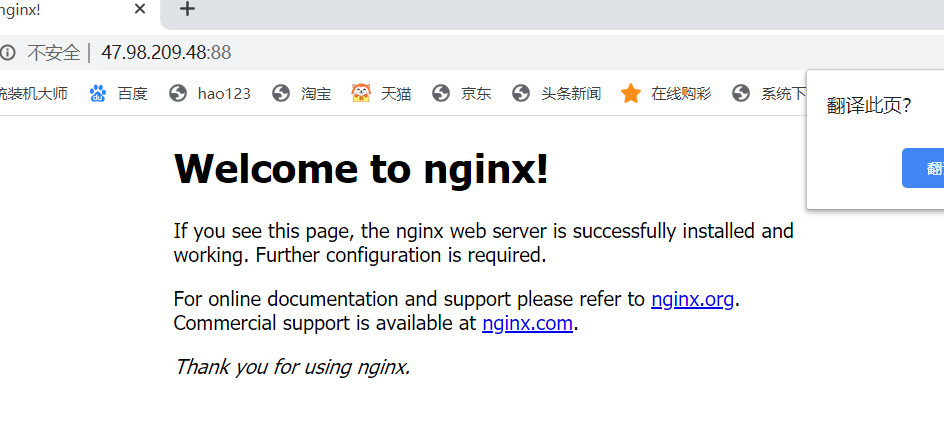 nginx!
不安全 | 47.98.209.48:88
统装机大师 百度 hao123 淘宝 天猫 京东 头条新闻 在线购彩 系统下
翻译此页?
Welcome to nginx!
If you see this page, the nginx web server is successfully installed and
working. Further configuration is required.
For online documentation and support please refer to nginx.org.
Commercial support is available at nginx.com.
Thank you for using nginx.